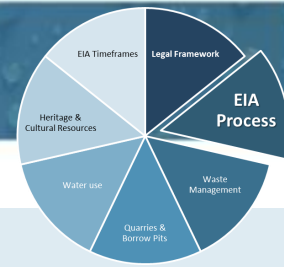 EIA Timeframes
Legal Framework
EIA
Process
Heritage &
Cultural Resources
Waste
Management
Water use
Quarries &
Borrow Pits